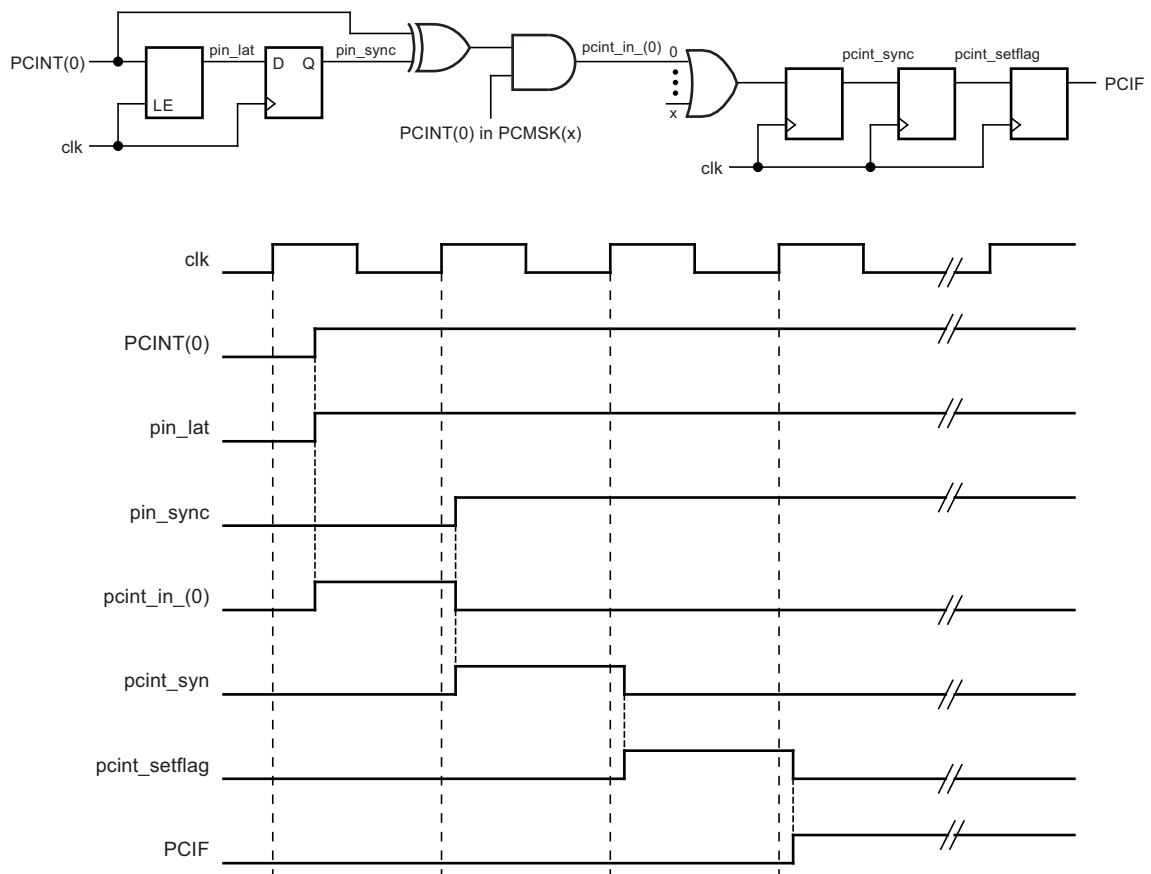 PCINT(0)
pin_lat
pin_sync
pcint_in_(0)
0
pcint_sync
pcint_setflag
PCIF
D Q
LE
x
PCINT(0) in PCMSK(x)
clk
clk
clk
PCINT(0)
pin_lat
pin_sync
pcint_in_(0)
pcint_syn
pcint_setflag
PCIF